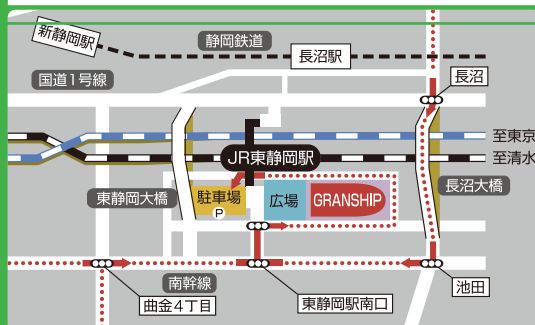 新静岡駅
静岡鉄道
長沼駅
国道1号線
長沼
至東京
JR東静岡駅
至清水
東静岡大橋
駐車場
P
広場
GRANSHIP
長沼大橋
南幹線
曲金4丁目
東静岡駅南口
池田